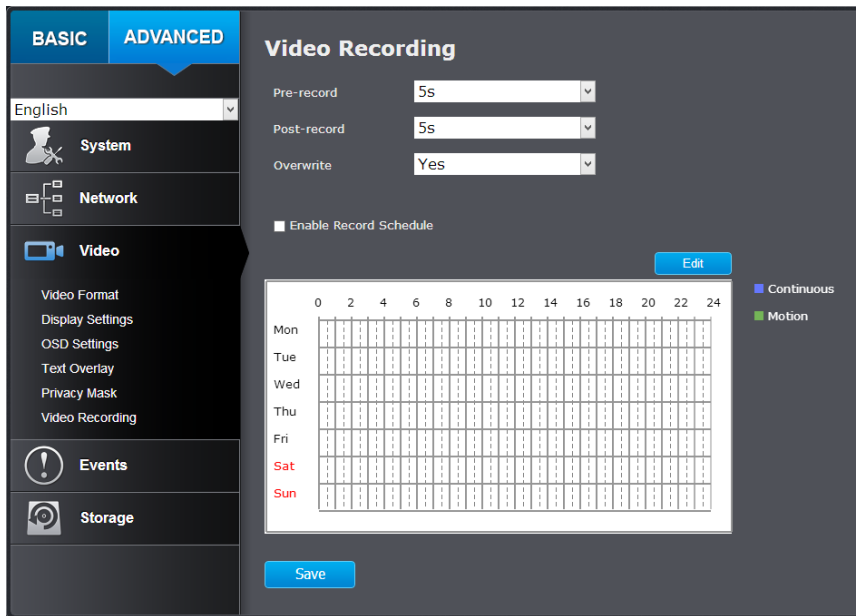 BASIC ADVANCED
English
System
Network
Video
Video Format
Display Settings
OSD Settings
Text Overlay
Privacy Mask
Video Recording
Events
Storage
Video Recording
Pre-record 5s
Post-record 5s
Overwrite Yes
Enable Record Schedule
Edit
0 2 4 6 8 10 12 14 16 18 20 22 24
Mon
Tue
Wed
Thu
Fri
Sat
Sun
Continuous
Motion
Save